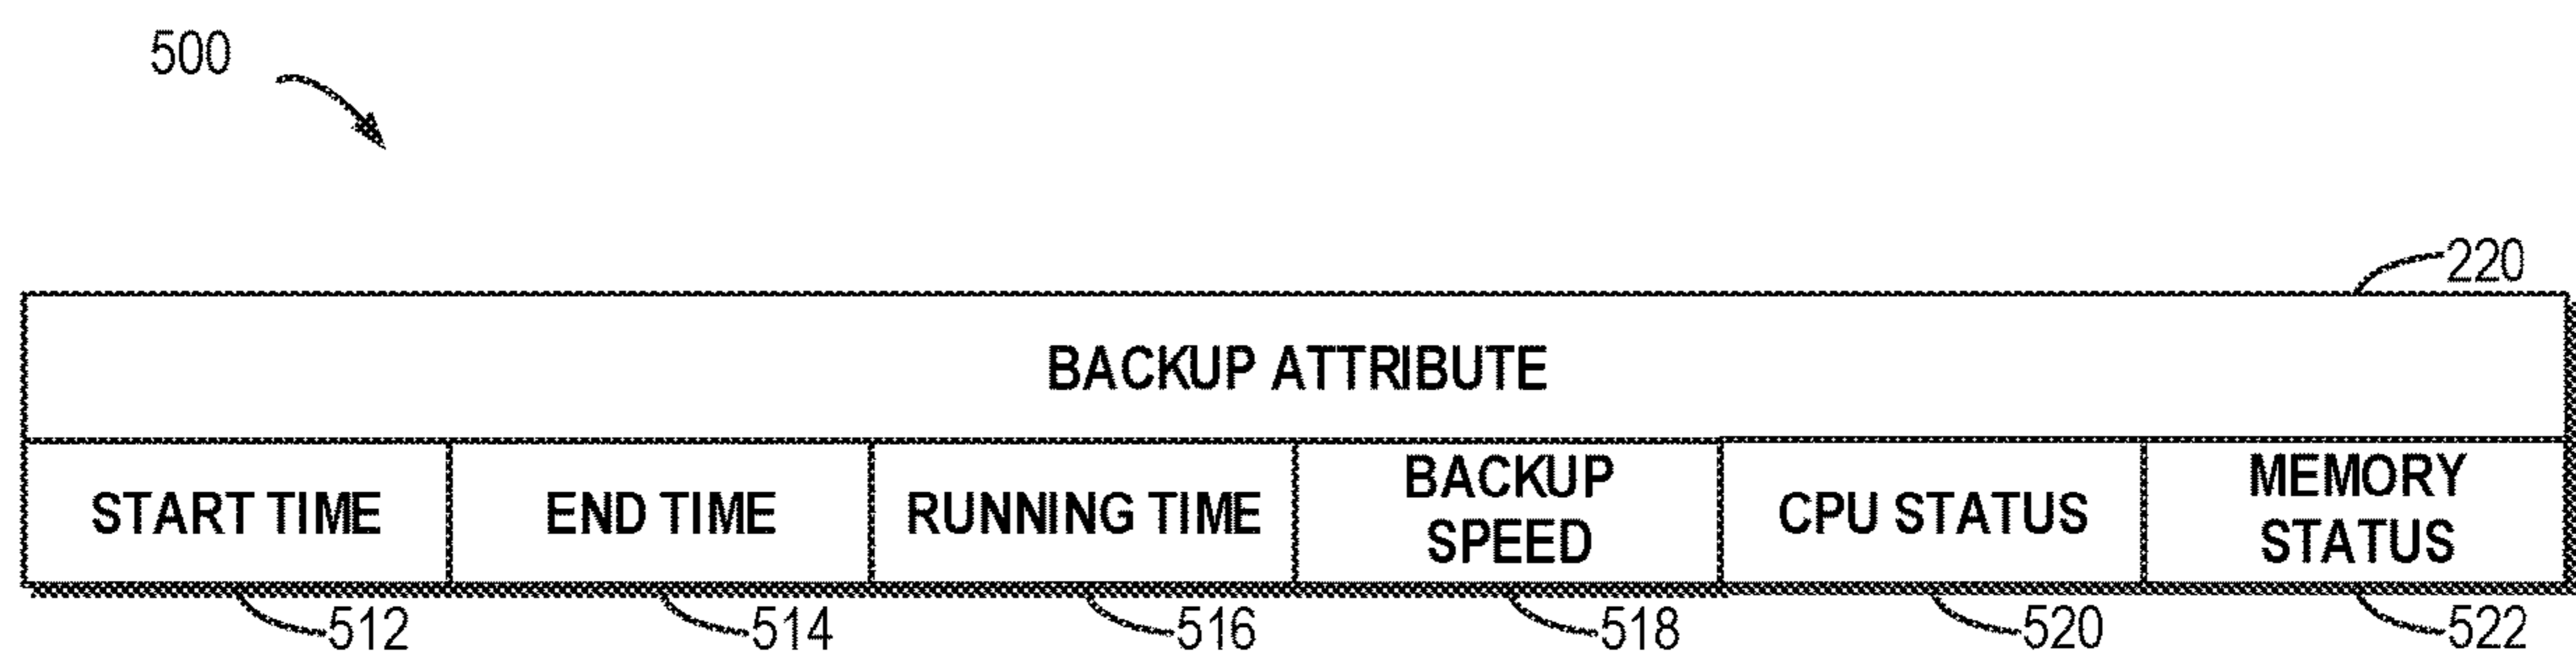 500
220
BACKUP ATTRIBUTE
START TIME
END TIME
RUNNING TIME
BACKUP
SPEED
CPU STATUS
MEMORY
STATUS
512
514
516
518
520
522